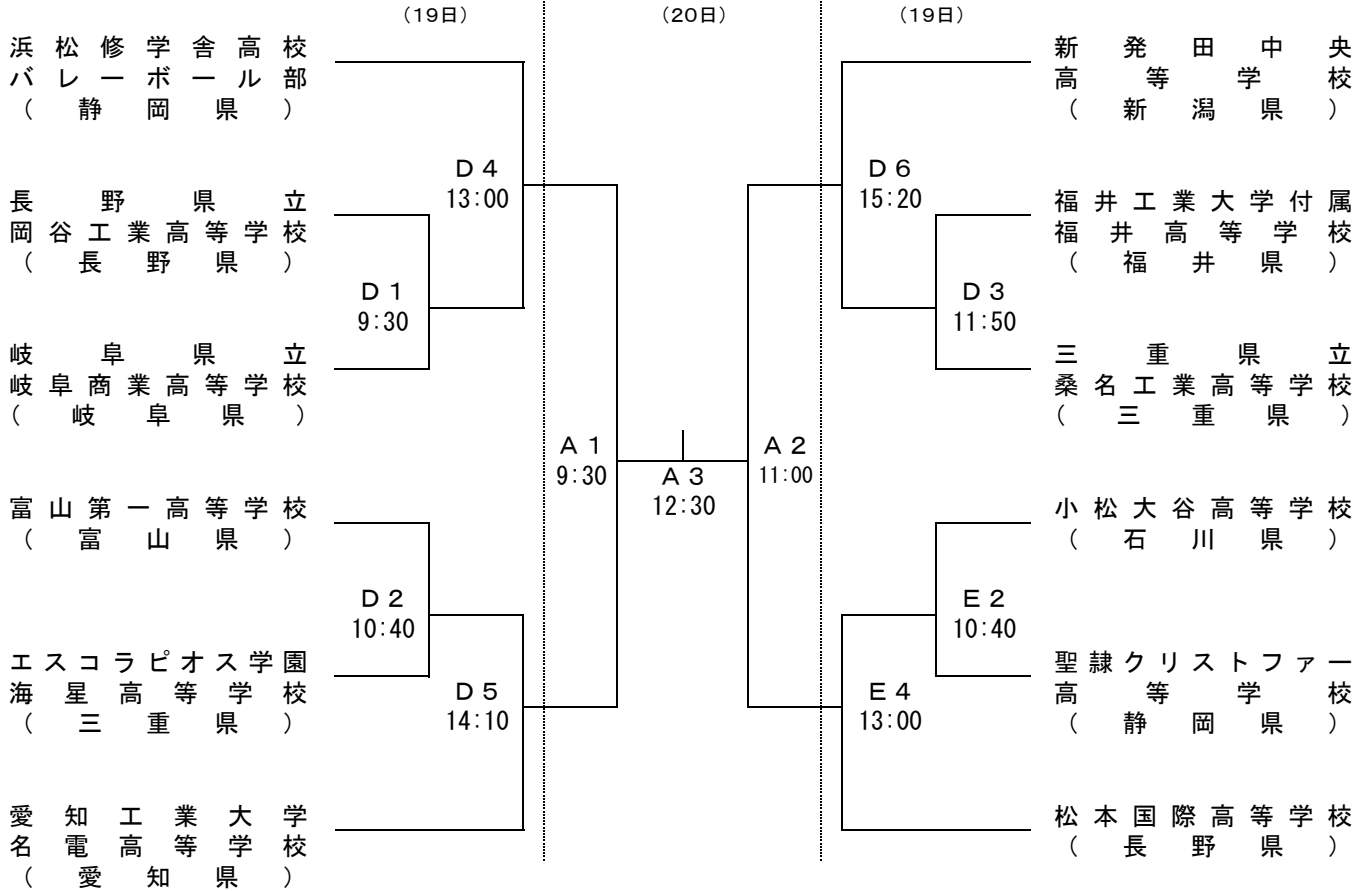 （19日）
（20日）
（19日）
浜松修学舎高校
バレーボール部
（静岡県）
D4
13:00
長野県立
岡谷工業高等学校
（長野県）
D1
9:30
岐阜県立
岐阜商業高等学校
（岐阜県）
A1
9:30
A3
12:30
富山第一高等学校
（富山県）
D2
10:40
エスコラピオス学園
海星高等学校
（三重県）
D5
14:10
愛知工業大学
名電高等学校
（愛知県）
新発田中央
高等学校
（新潟県）
D6
15:20
福井工業大学付属
福井高等学校
（福井県）
D3
11:50
三重県立
桑名工業高等学校
（三重県）
A2
11:00
小松大谷高等学校
（石川県）
E2
10:40
聖隷クリストファー
高等学校
（静岡県）
E4
13:00
松本国際高等学校
（長野県）